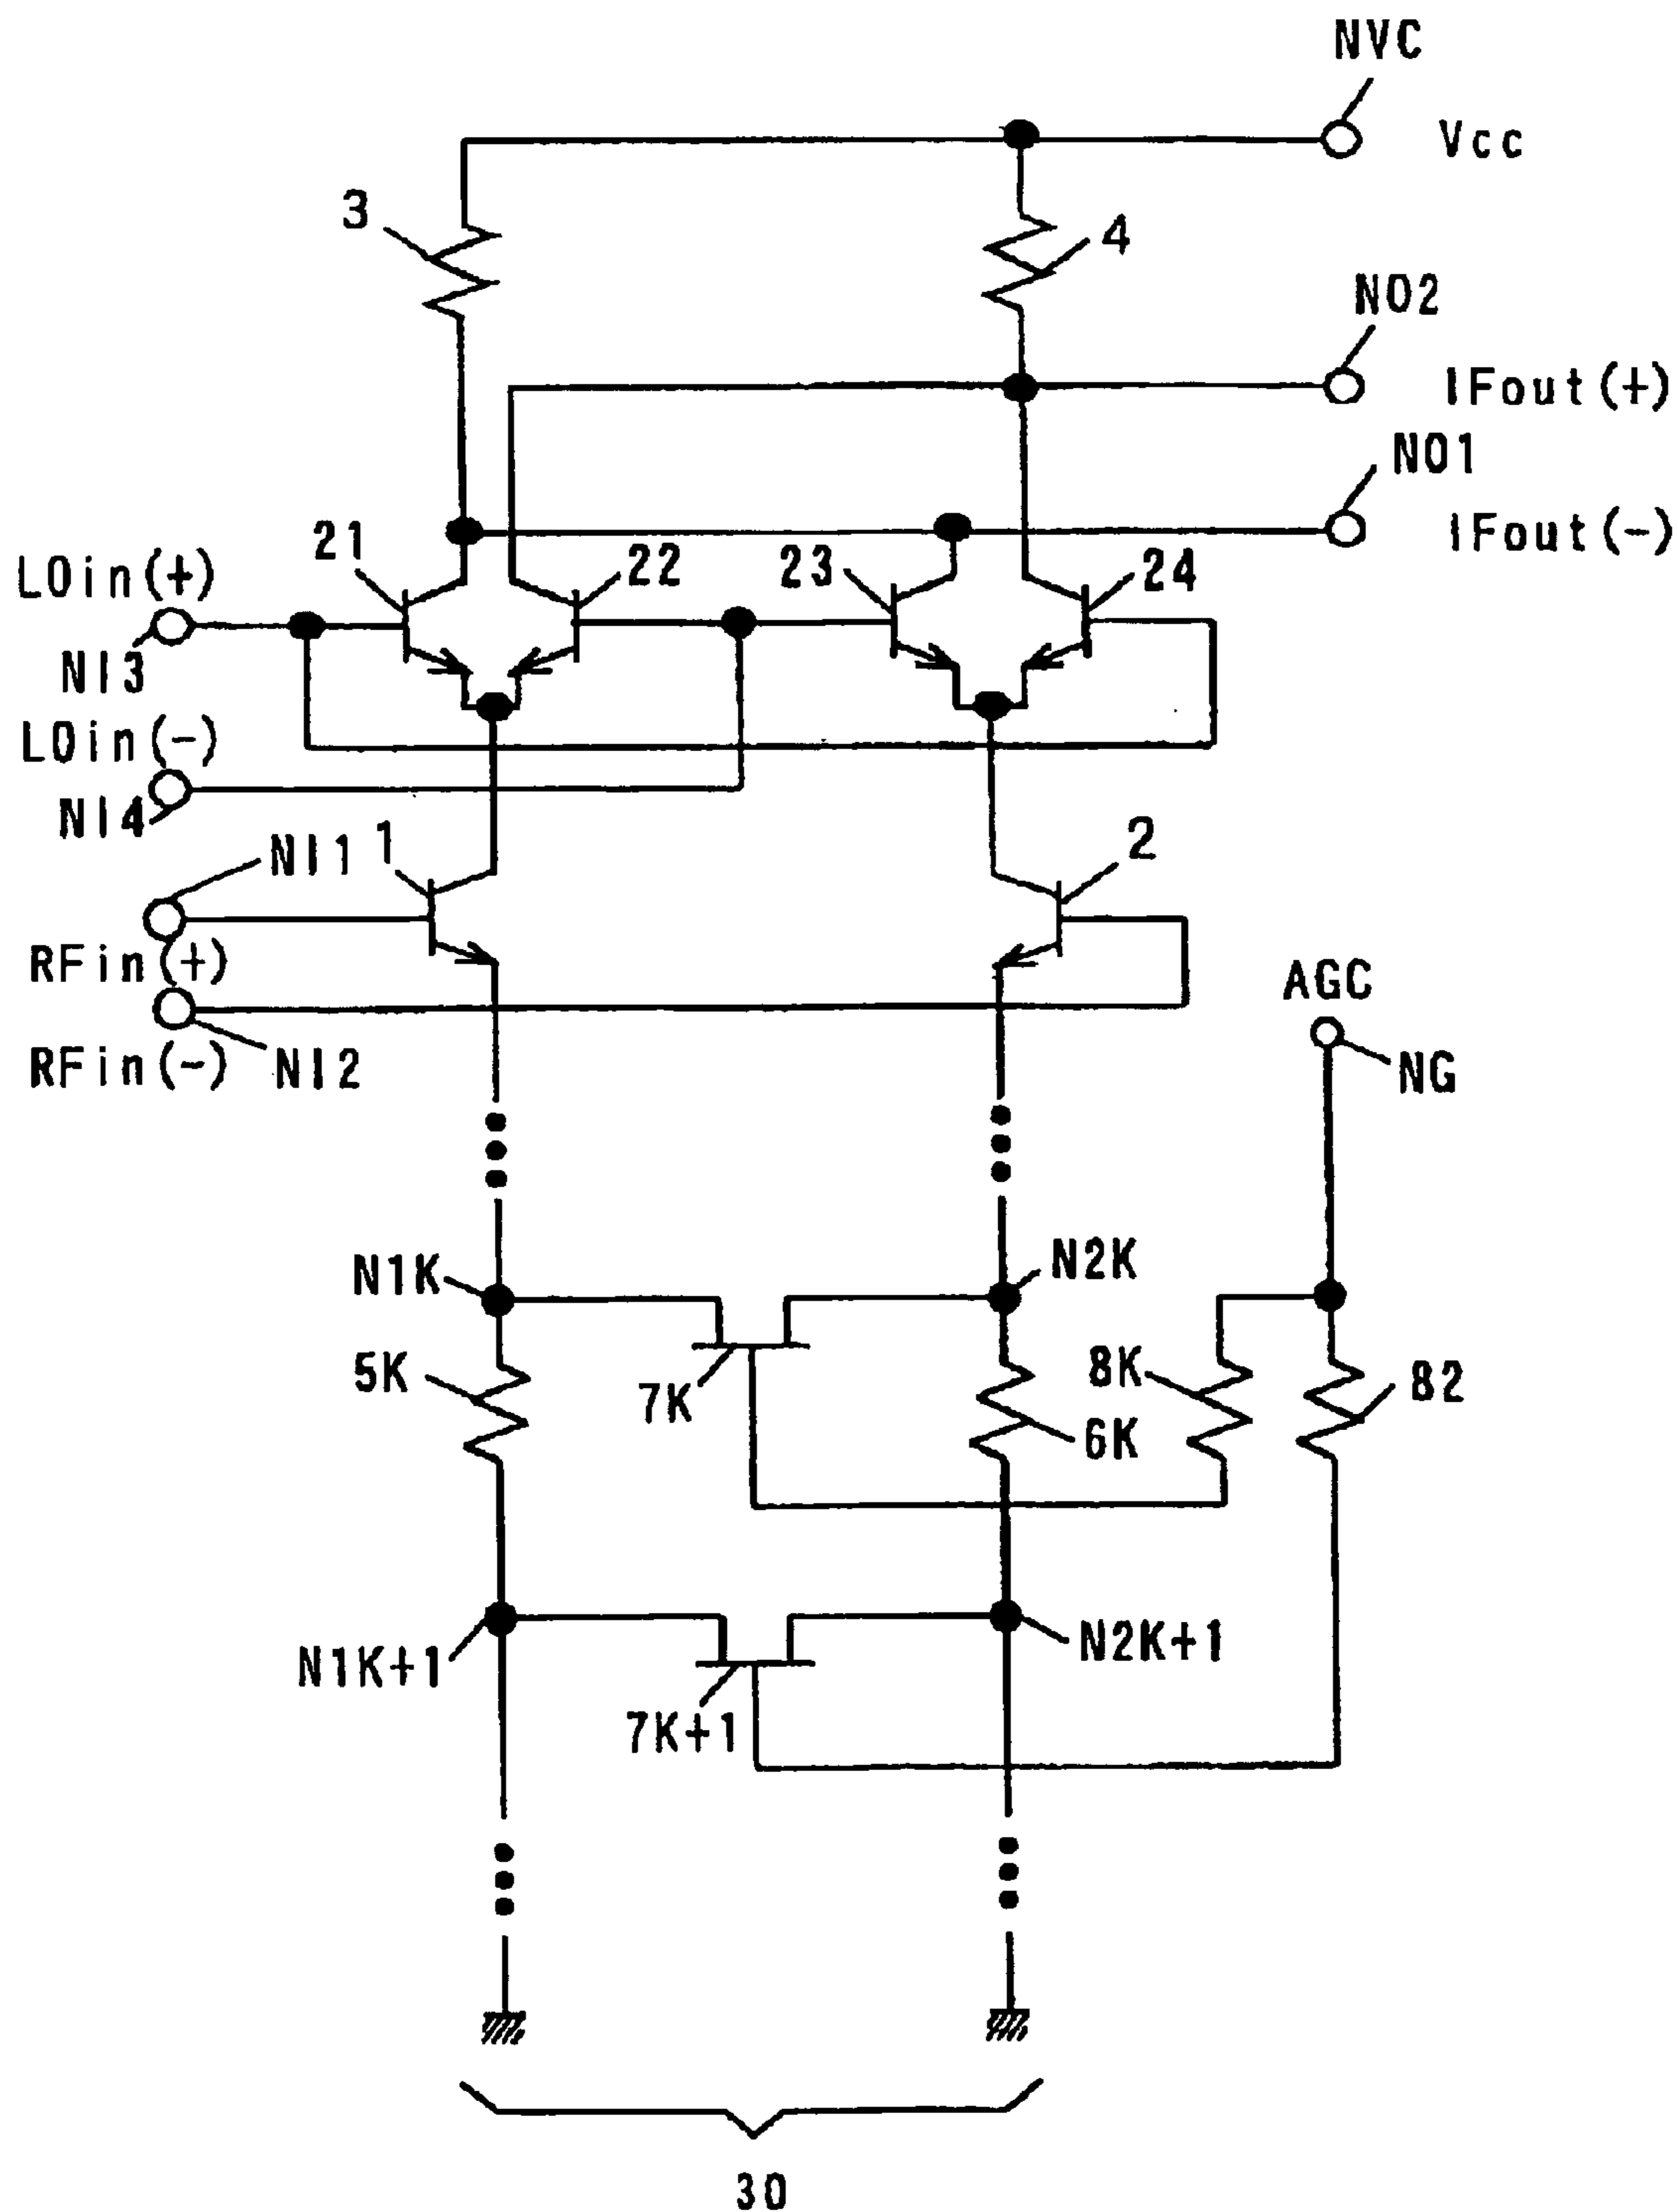 NVC
Vcc
3
4
NO2
IFout(+)
NO1
IFout(-)
21
22
23
24
LOin(+)
NI3
LOin(-)
NI4
NI1
1
2
RFin(+)
RFin(-)
NI2
AGC
NG
N1K
N2K
5K
7K
8K
82
6K
N1K+1
N2K+1
7K+1
30